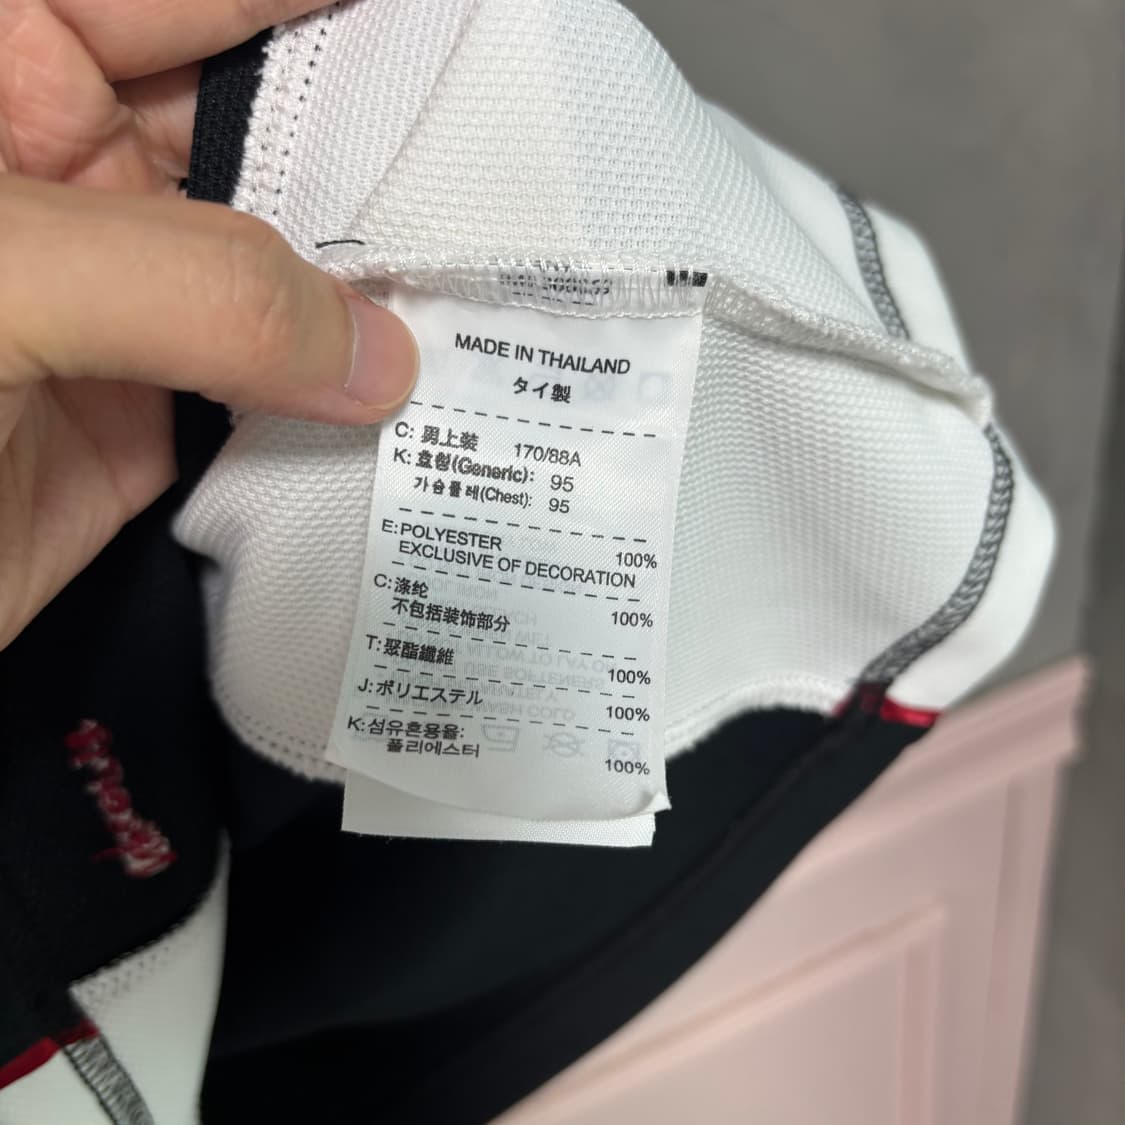 MADE IN THAILAND
タイ製
C: 男上裝 170/88A
K: 호칭(Generic): 95
가슴둘레(Chest): 95
E: POLYESTER 100%
EXCLUSIVE OF DECORATION
C: 涤纶 100%
不包括装饰部分
T: 聚酯纖維 100%
J: ポリエステル 100%
K: 섬유혼용율:
폴리에스터 100%